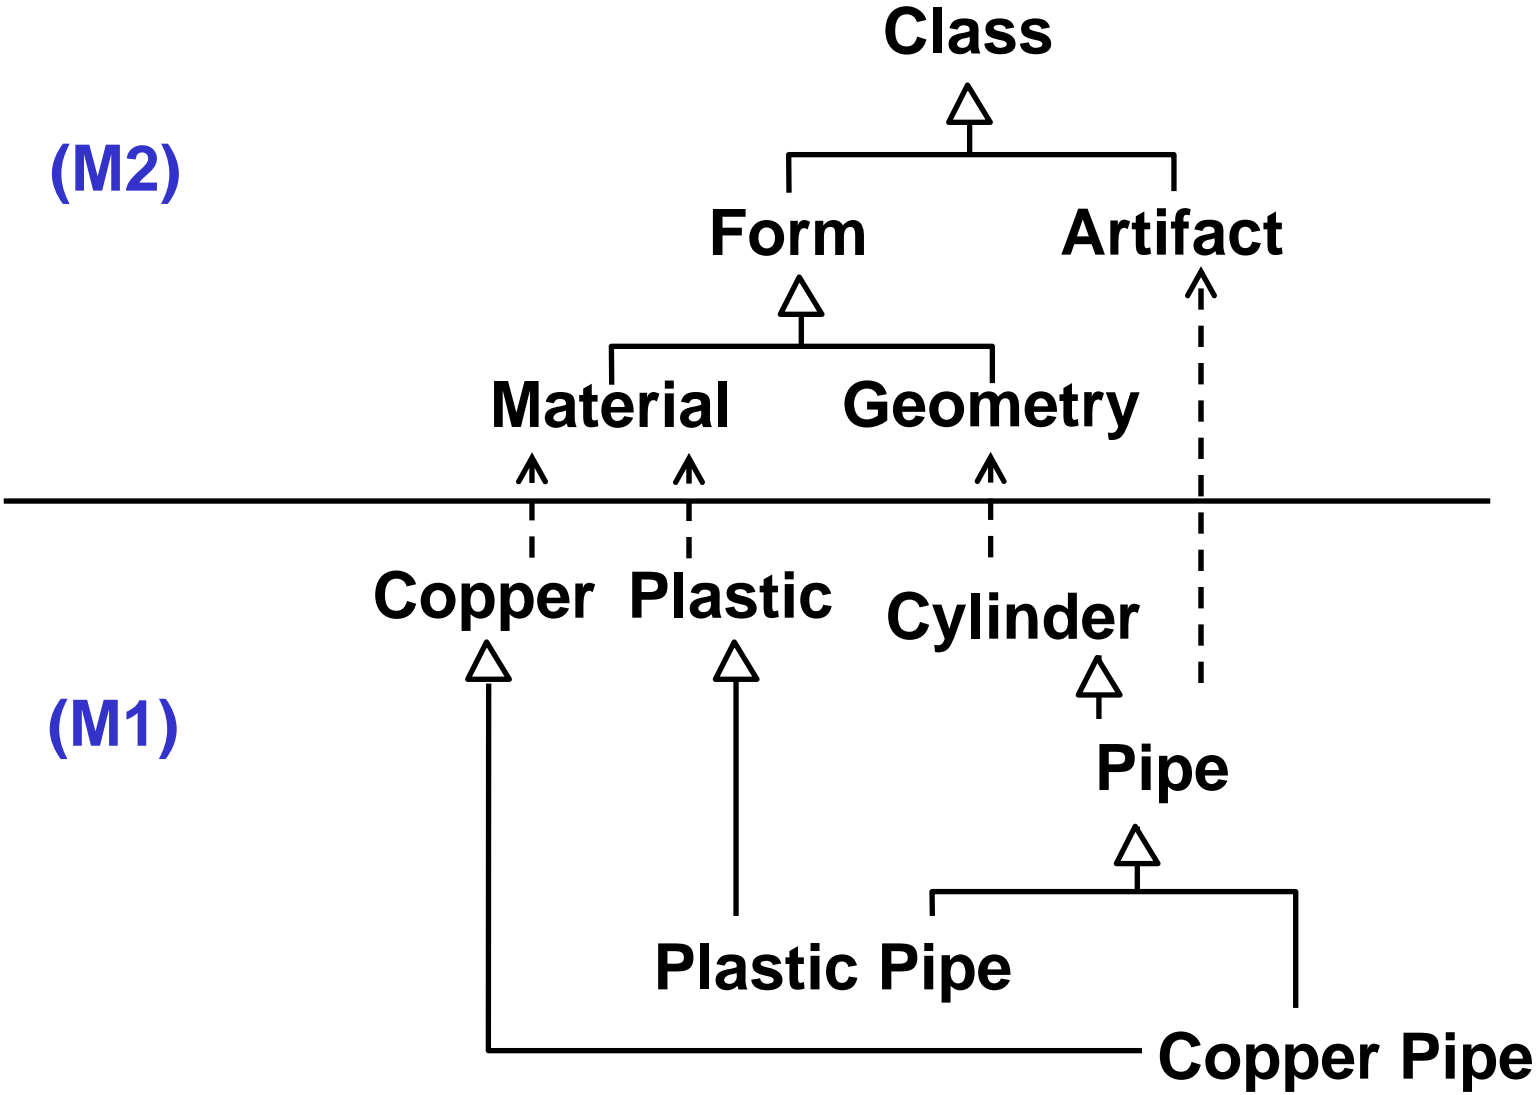 Class
(M2)
Form
Artifact
Material
Geometry
Copper
Plastic
Cylinder
(M1)
Pipe
Plastic Pipe
Copper Pipe